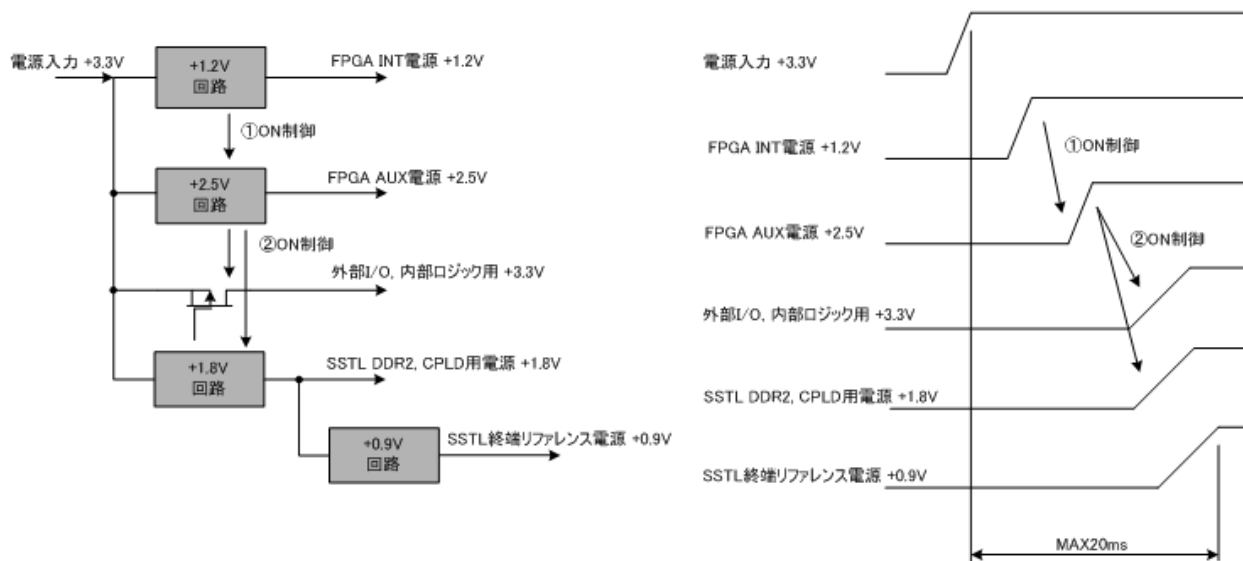 電源入力 +3.3V
+1.2V
回路
FPGA INT電源 +1.2V
①ON制御
+2.5V
回路
FPGA AUX電源 +2.5V
②ON制御
外部I/O, 内部ロジック用 +3.3V
+1.8V
回路
SSTL DDR2, CPLD用電源 +1.8V
+0.9V
回路
SSTL終端リファレンス電源 +0.9V
電源入力 +3.3V
FPGA INT電源 +1.2V
①ON制御
FPGA AUX電源 +2.5V
②ON制御
外部I/O, 内部ロジック用 +3.3V
SSTL DDR2, CPLD用電源 +1.8V
SSTL終端リファレンス電源 +0.9V
MAX20ms